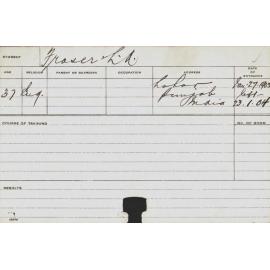 STUDENT Fraser L.R.
AGE RELIGION PARENT OR GUARDIAN OCCUPATION ADDRESS DATE OF ENTRANCE
37 Eng. Lahore Jan. 27. 1903
Punjab left
India 23.1.04
COURSE OF TRAINING NO. OF ROOM
RESULTS